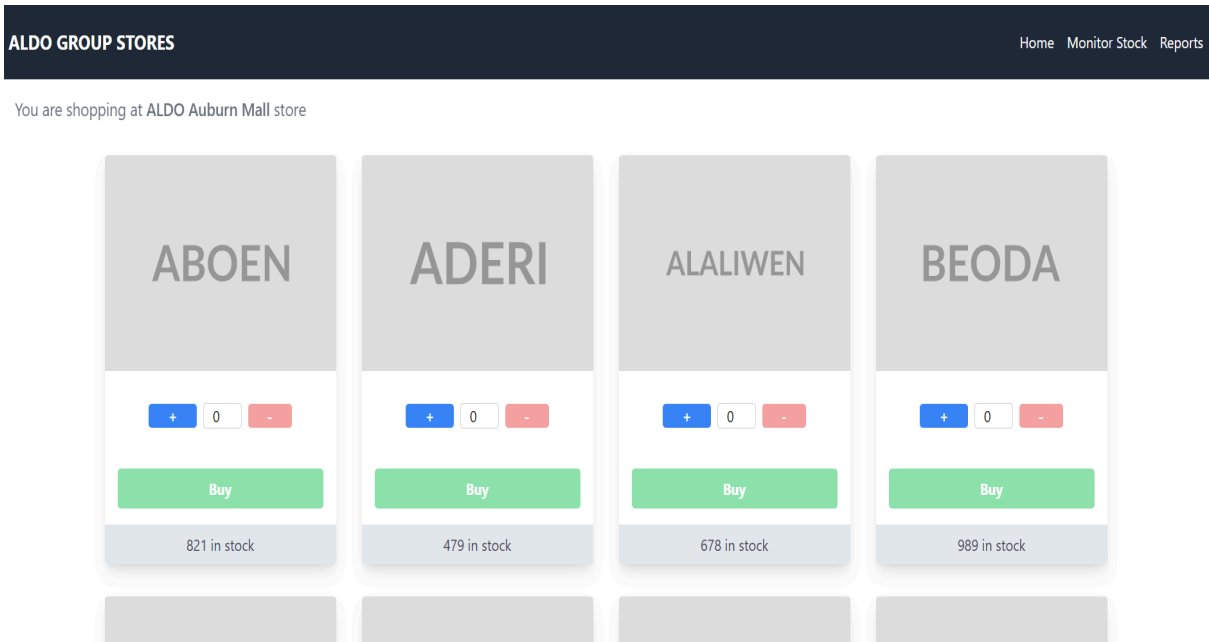 ALDO GROUP STORES
Home Monitor Stock Reports
You are shopping at ALDO Auburn Mall store
ABOEN ADERI ALALIWEN BEODA
+ 0 - + 0 - + 0 - + 0 -
Buy Buy Buy Buy
821 in stock 479 in stock 678 in stock 989 in stock